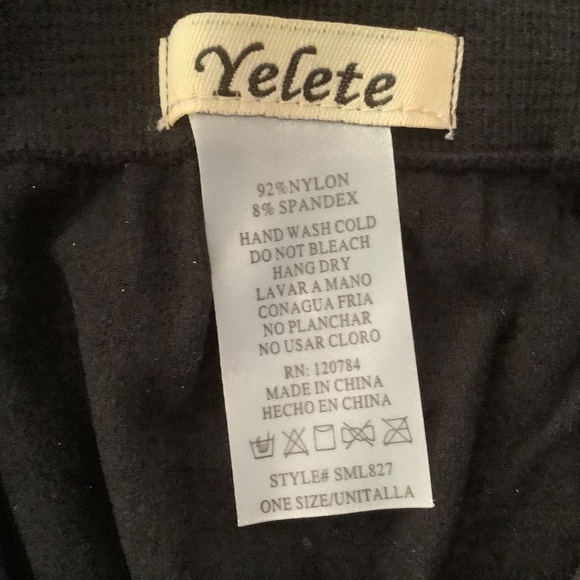 Yelete
92%NYLON
8% SPANDEX
HAND WASH COLD
DO NOT BLEACH
HANG DRY
LAVAR A MANO
CONAGUA FRIA
NO PLANCHAR
NO USAR CLORO
RN: 120784
MADE IN CHINA
HECHO EN CHINA
STYLE# SML827
ONE SIZE/UNITALLA